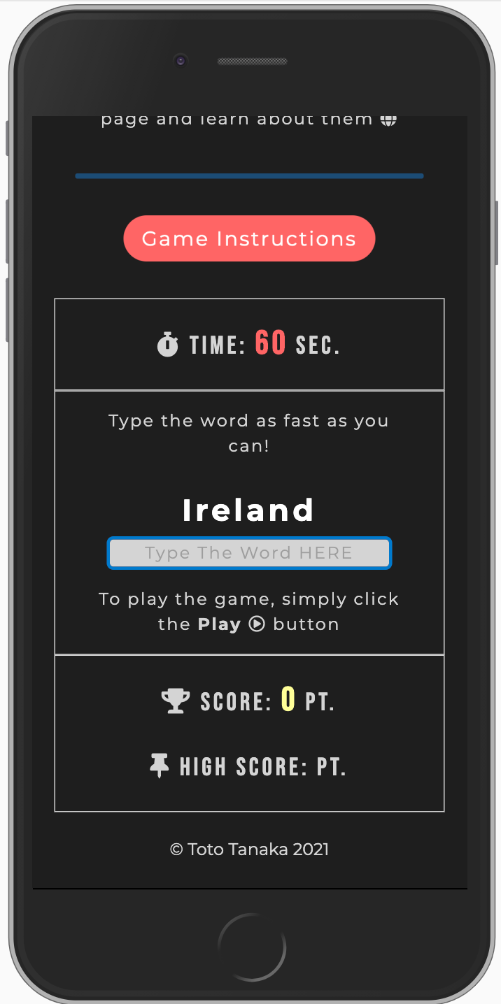 page and learn about them
Game Instructions
TIME: 60 SEC.
Type the word as fast as you
can!
Ireland
Type The Word HERE
To play the game, simply click
the Play button
SCORE: 0 PT.
HIGH SCORE: PT.
© Toto Tanaka 2021